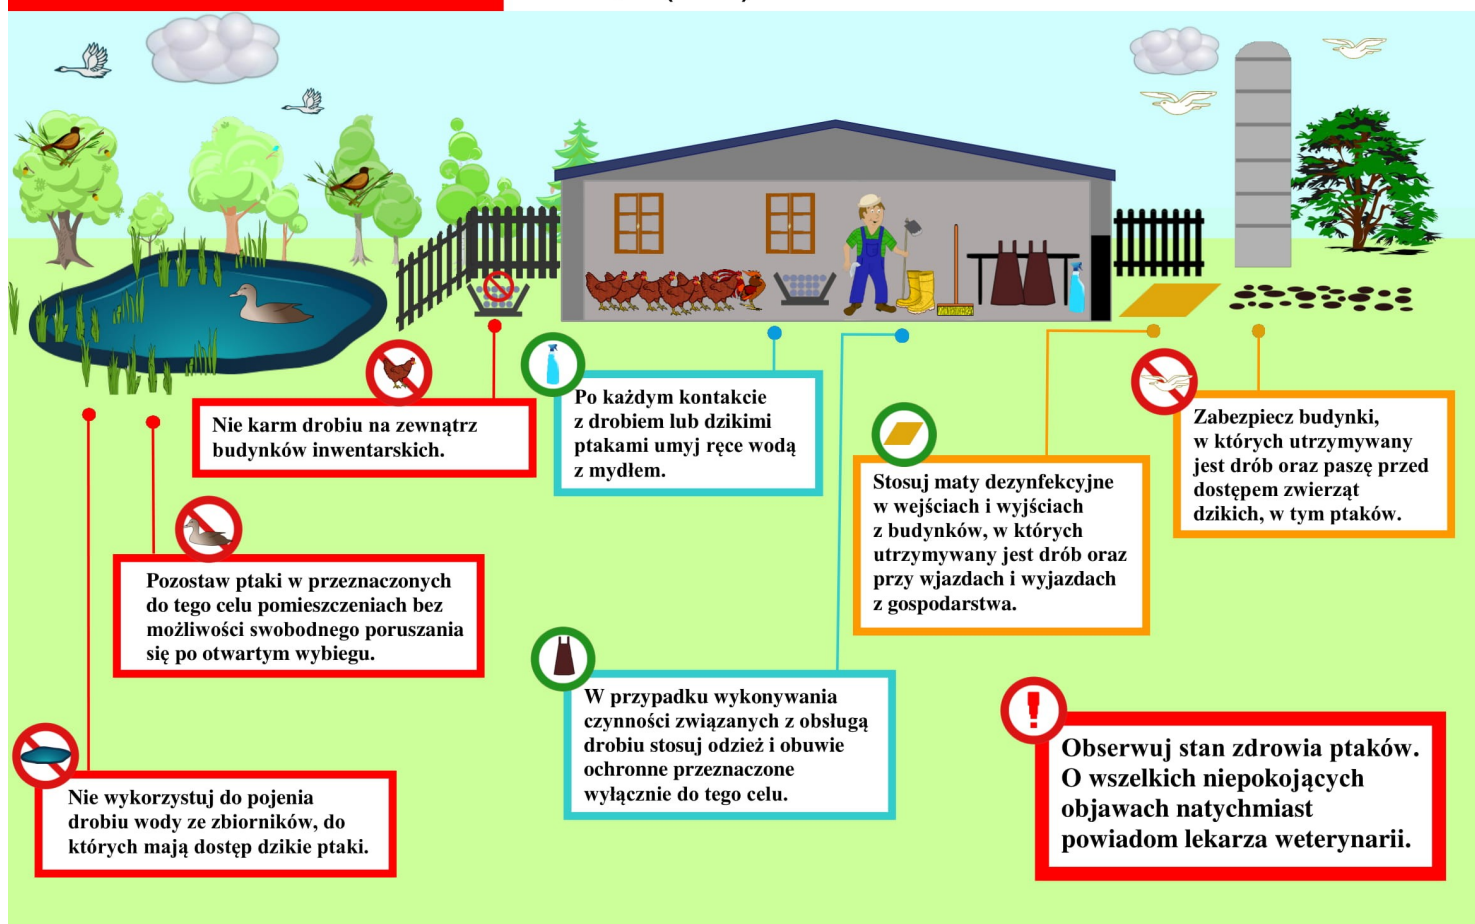 Nie karm drobiu na zewnątrz
budynków inwentarskich.
Po każdym kontakcie
z drobiem lub dzikimi
ptakami umyj ręce wodą
z mydłem.
Stosuj maty dezynfekcyjne
w wejściach i wyjściach
z budynków, w których
utrzymywany jest drób oraz
przy wjazdach i wyjazdach
z gospodarstwa.
Zabezpiecz budynki,
w których utrzymywany
jest drób oraz paszę przed
dostępem zwierząt
dzikich, w tym ptaków.
Pozostaw ptaki w przeznaczonych
do tego celu pomieszczeniach bez
możliwości swobodnego poruszania
się po otwartym wybiegu.
W przypadku wykonywania
czynności związanych z obsługą
drobiu stosuj odzież i obuwie
ochronne przeznaczone
wyłącznie do tego celu.
Nie wykorzystuj do pojenia
drobiu wody ze zbiorników, do
których mają dostęp dzikie ptaki.
Obserwuj stan zdrowia ptaków.
O wszelkich niepokojących
objawach natychmiast
powiadom lekarza weterynarii.